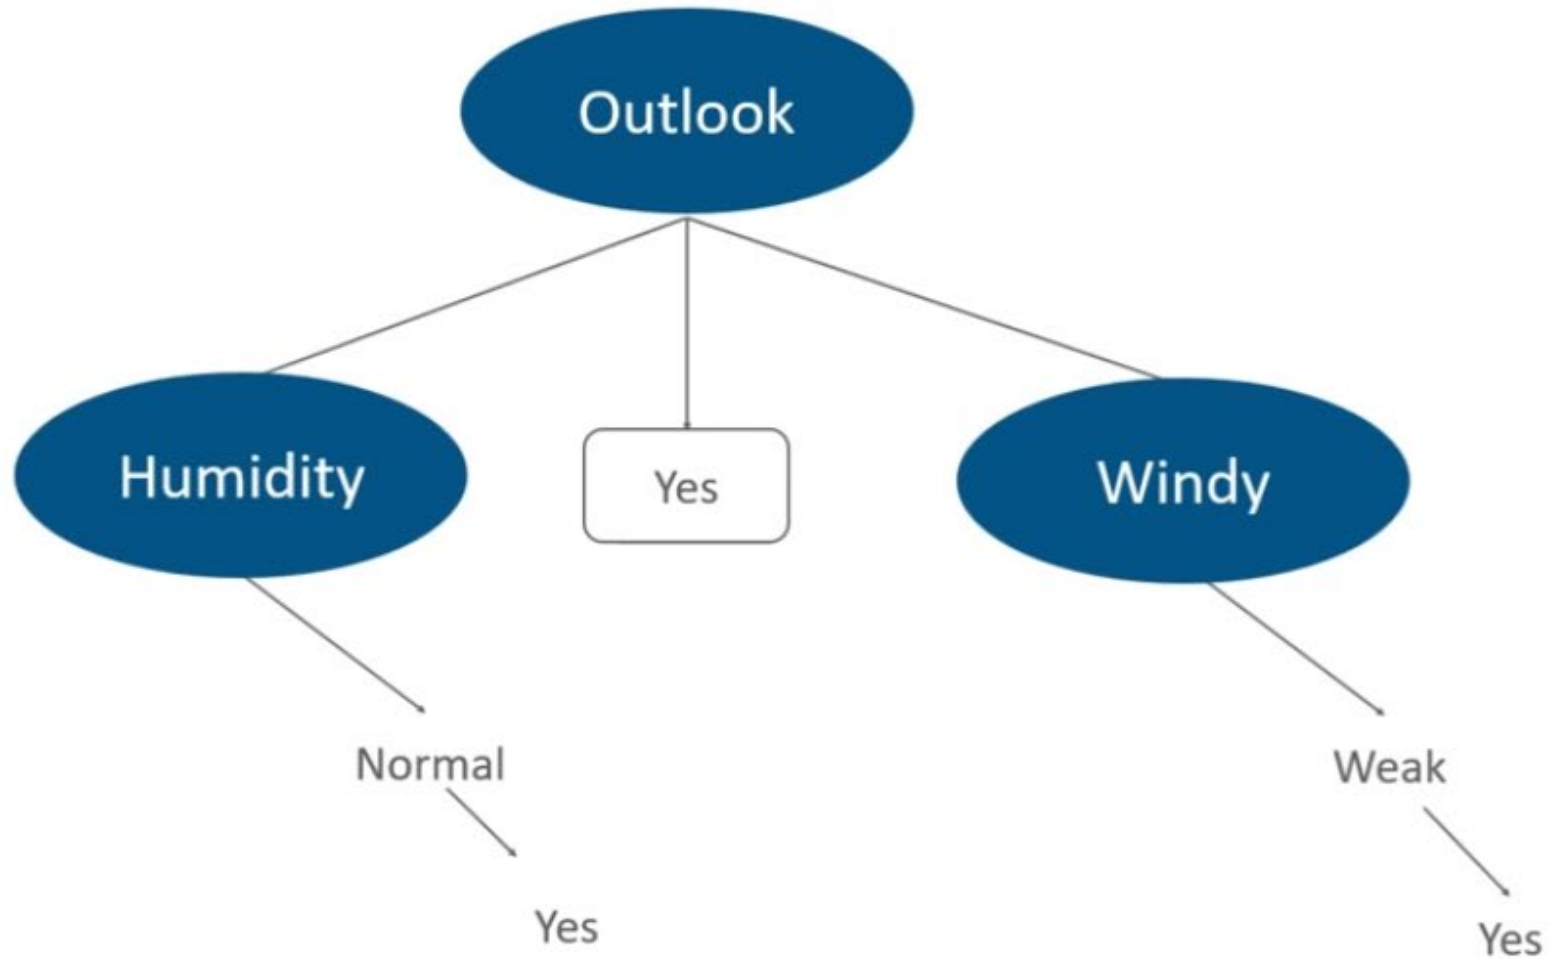 Outlook
Humidity
Yes
Windy
Normal
Weak
Yes
Yes